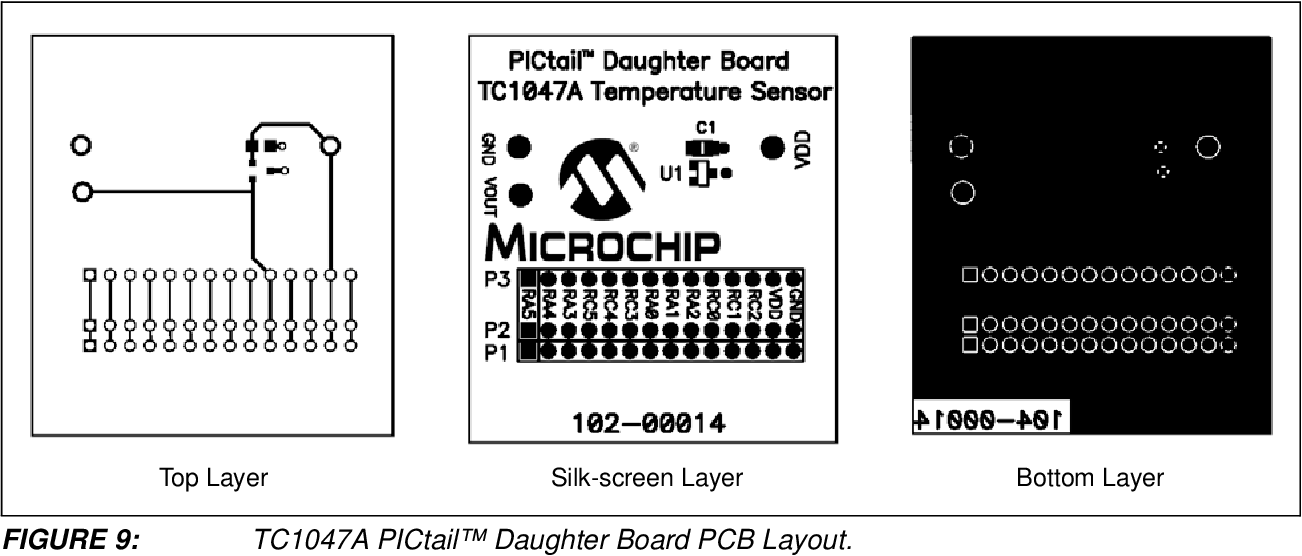 PICtail™ Daughter Board
TC1047A Temperature Sensor
GND
VOUT
®
C1
U1
VDD
MICROCHIP
P3
RA5 RA4 RA3 RC5 RC4 RC3 RA0 RA1 RA2 RC0 RC1 RC2 VDD GND
P2
P1
102-00014
104-00014
Top Layer
Silk-screen Layer
Bottom Layer
FIGURE 9: TC1047A PICtail™ Daughter Board PCB Layout.